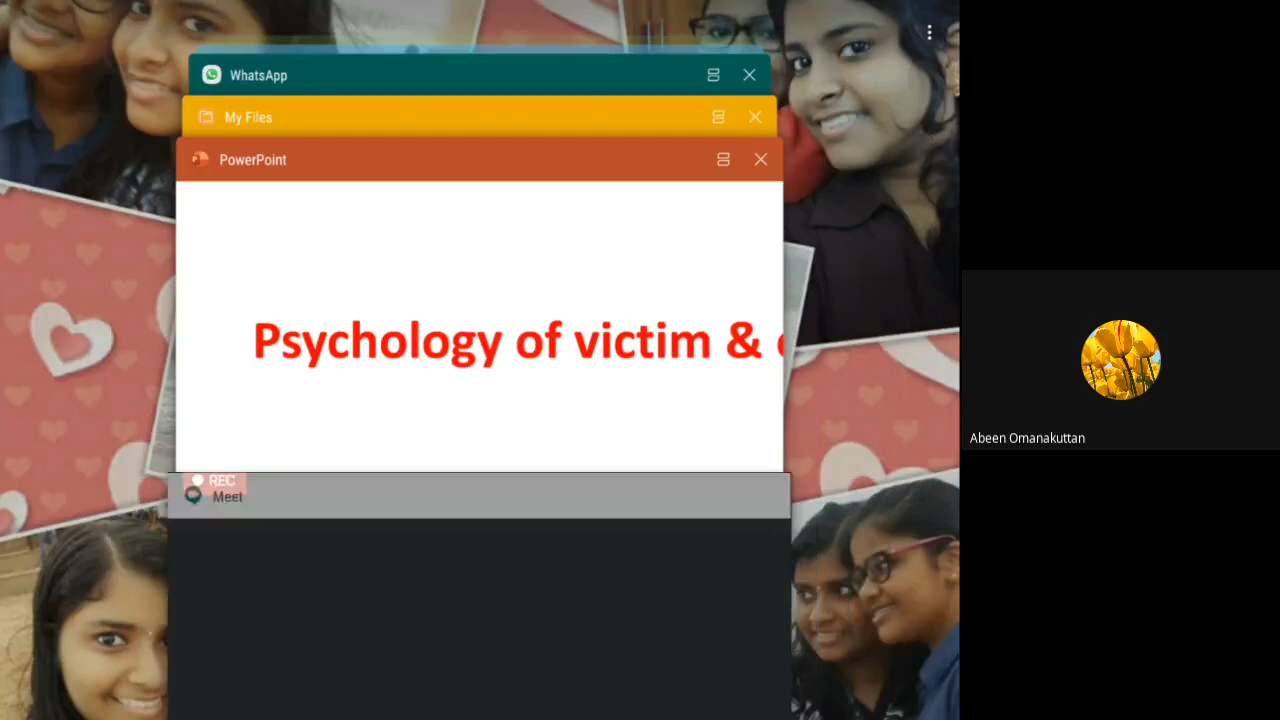 WhatsApp
My Files
PowerPoint
Psychology of victim &
REC
Meet
Abeen Omanakuttan